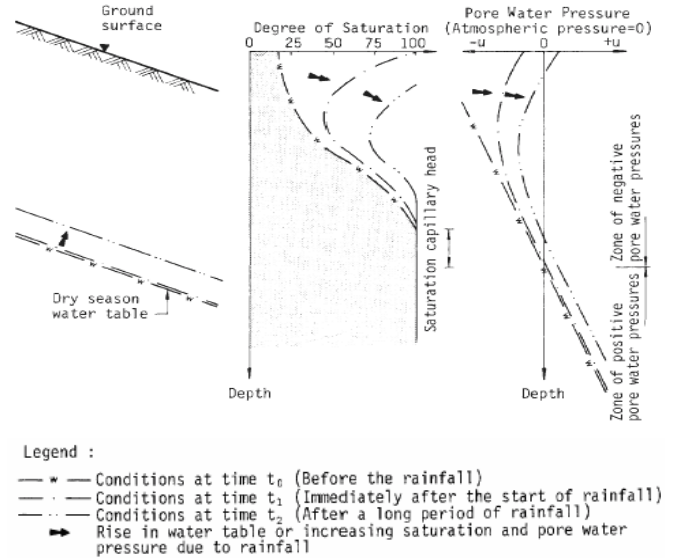 Ground
surface
Dry season
water table
Degree of Saturation
0 25 50 75 100
Saturation capillary head
Depth
Pore Water Pressure
(Atmospheric pressure=0)
-u 0 +u
Zone of negative
pore water pressures
Zone of positive
pore water pressures
Depth
Legend :
w Conditions at time t₀ (Before the rainfall)
Conditions at time t₁ (Immediately after the start of rainfall)
Conditions at time t₂ (After a long period of rainfall)
Rise in water table or increasing saturation and pore water
pressure due to rainfall